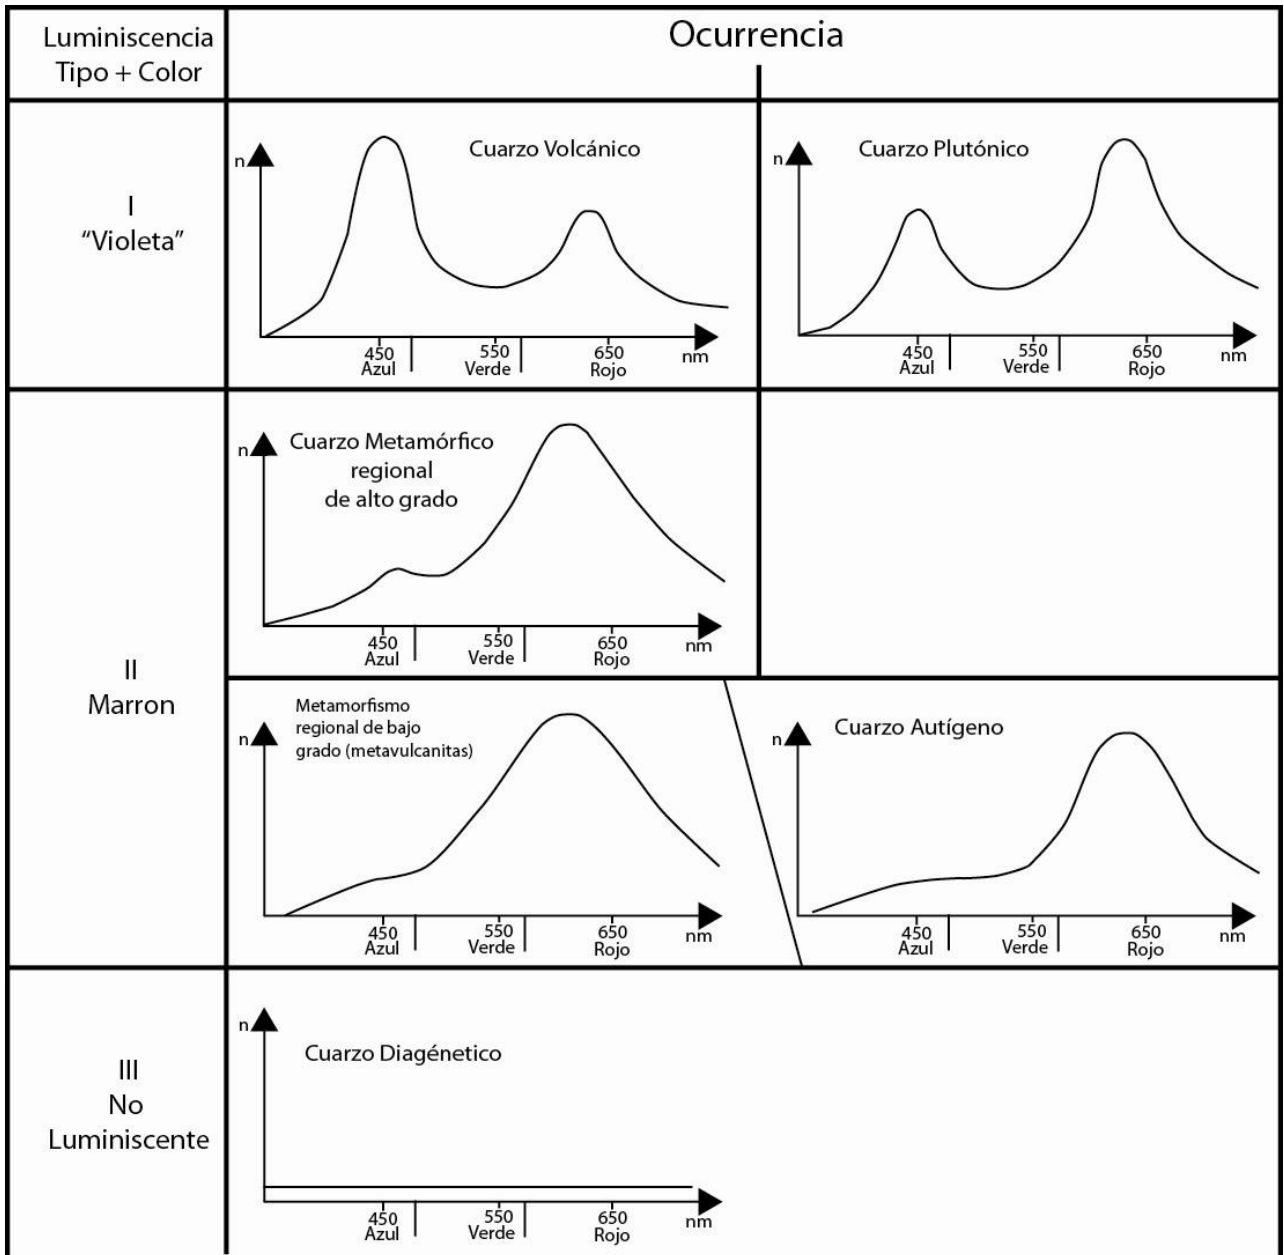 Luminiscencia
Tipo + Color
Ocurrencia
I
“Violeta”
n
Cuarzo Volcánico
450
550
650
nm
Azul
Verde
Rojo
n
Cuarzo Plutónico
450
550
650
nm
Azul
Verde
Rojo
II
Marron
n
Cuarzo Metamórfico
regional
de alto grado
450
550
650
nm
Azul
Verde
Rojo
Metamorfismo
regional de bajo
grado (metavulcanitas)
n
450
550
650
nm
Azul
Verde
Rojo
n
Cuarzo Autígeno
450
550
650
nm
Azul
Verde
Rojo
III
No
Luminiscente
n
Cuarzo Diagénetico
450
550
650
nm
Azul
Verde
Rojo